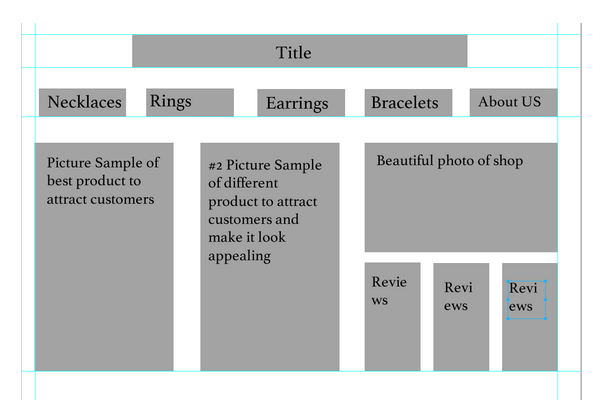 Title
Necklaces
Rings
Earrings
Bracelets
About US
Picture Sample of
best product to
attract customers
#2 Picture Sample
of different
product to attract
customers and
make it look
appealing
Beautiful photo of shop
Revie
ws
Revi
ews
Revi
ews